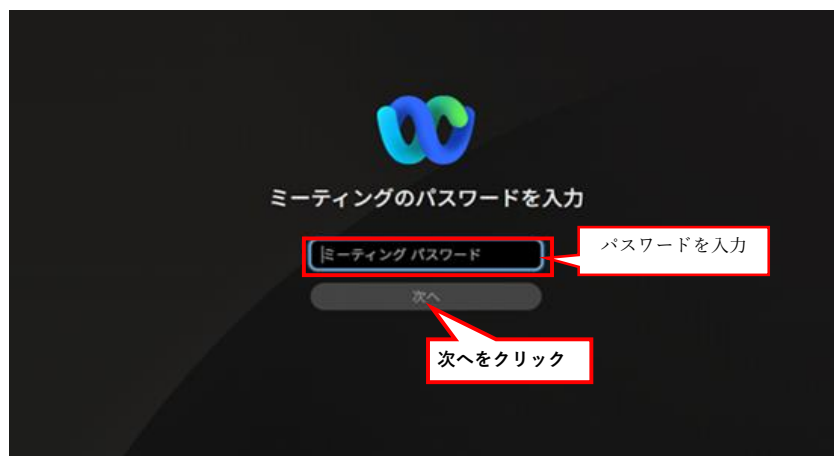 ミーティングのパスワードを入力
ミーティング パスワード
パスワードを入力
次へ
次へをクリック